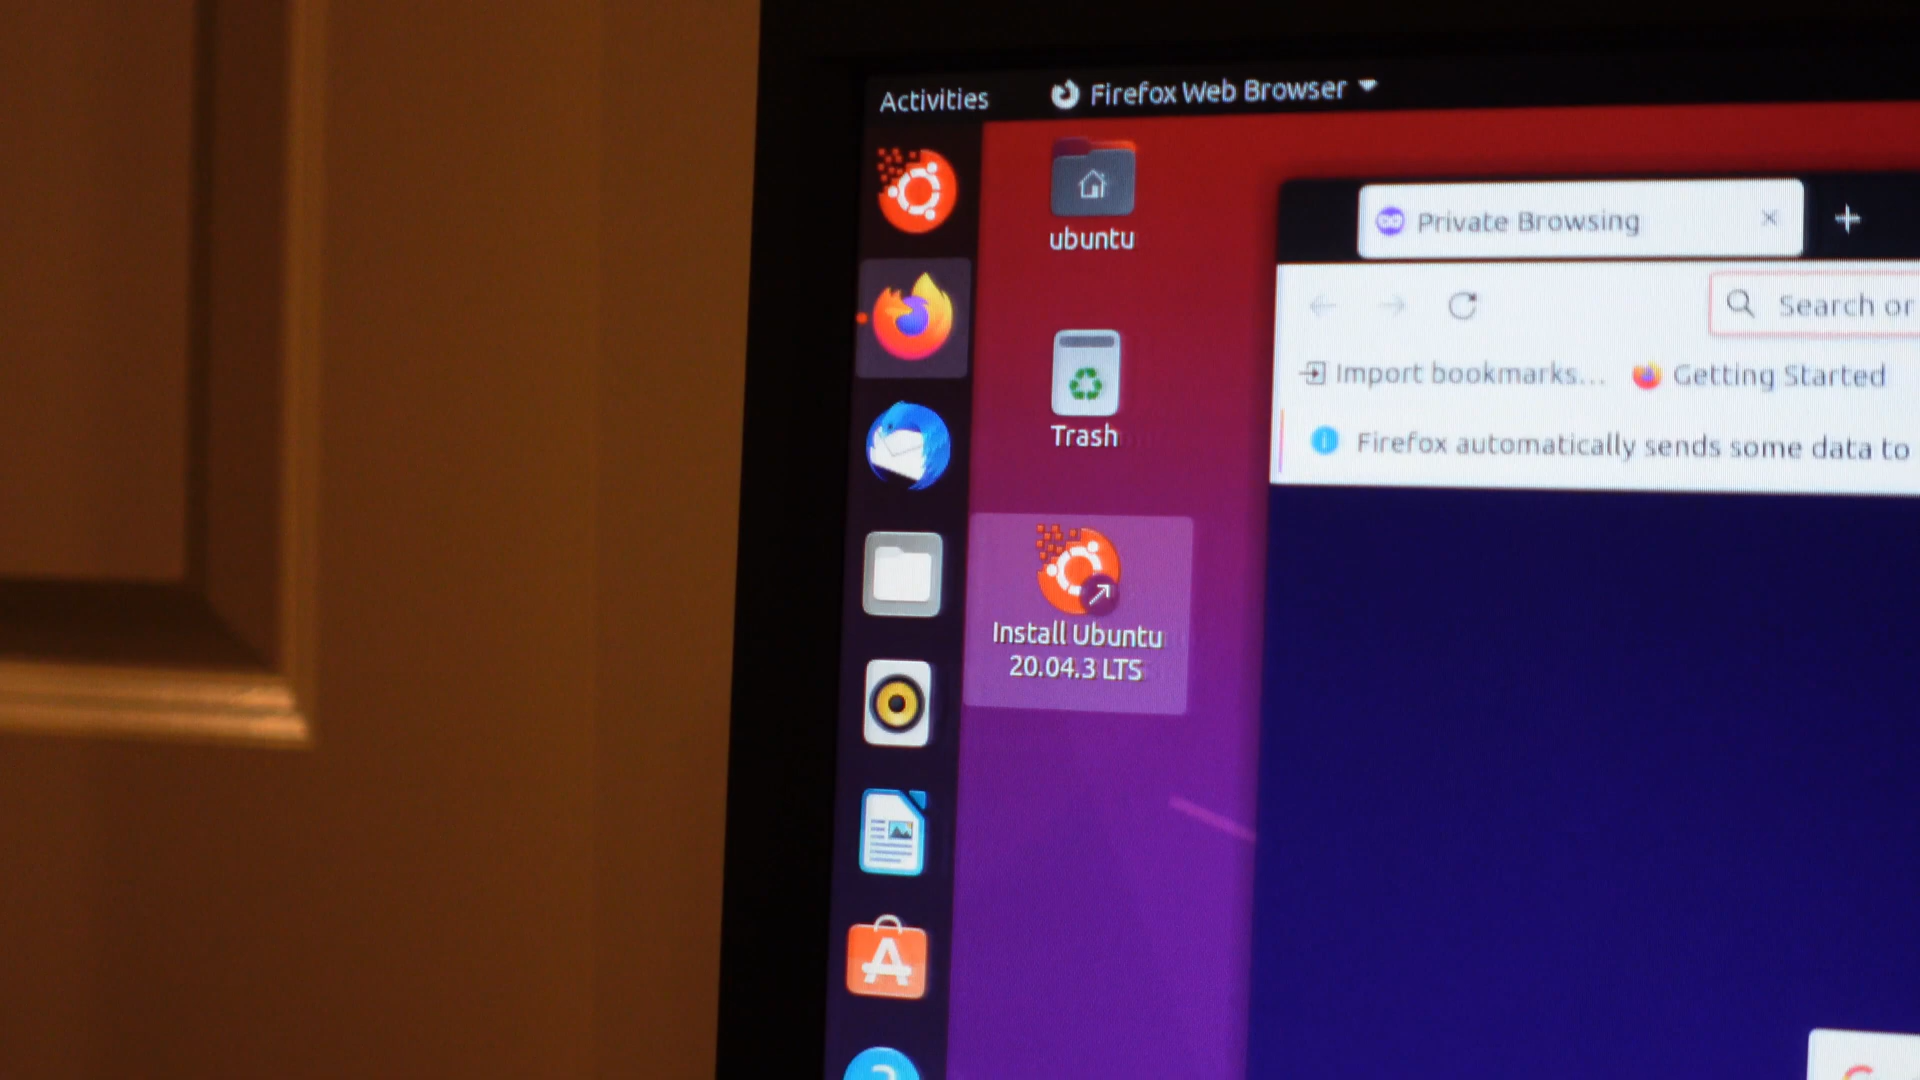 Activities
Firefox Web Browser
ubuntu
Trash
Install Ubuntu
20.04.3 LTS
Private Browsing
Search or
Import bookmarks...
Getting Started
Firefox automatically sends some data to